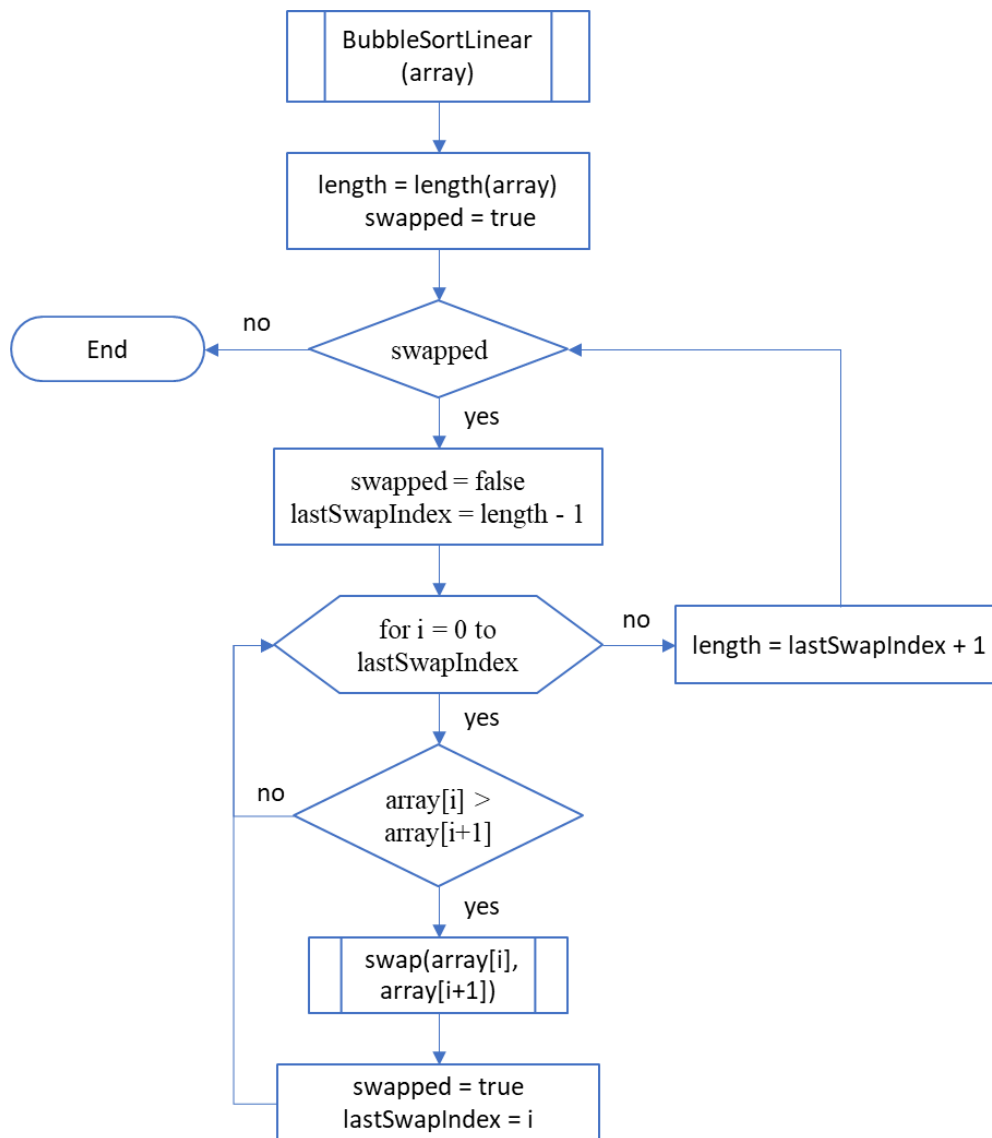 BubbleSortLinear
(array)
length = length(array)
swapped = true
no
End
swapped
yes
swapped = false
lastSwapIndex = length - 1
for i = 0 to
lastSwapIndex
no
length = lastSwapIndex + 1
yes
no
array[i] >
array[i+1]
yes
swap(array[i],
array[i+1])
swapped = true
lastSwapIndex = i